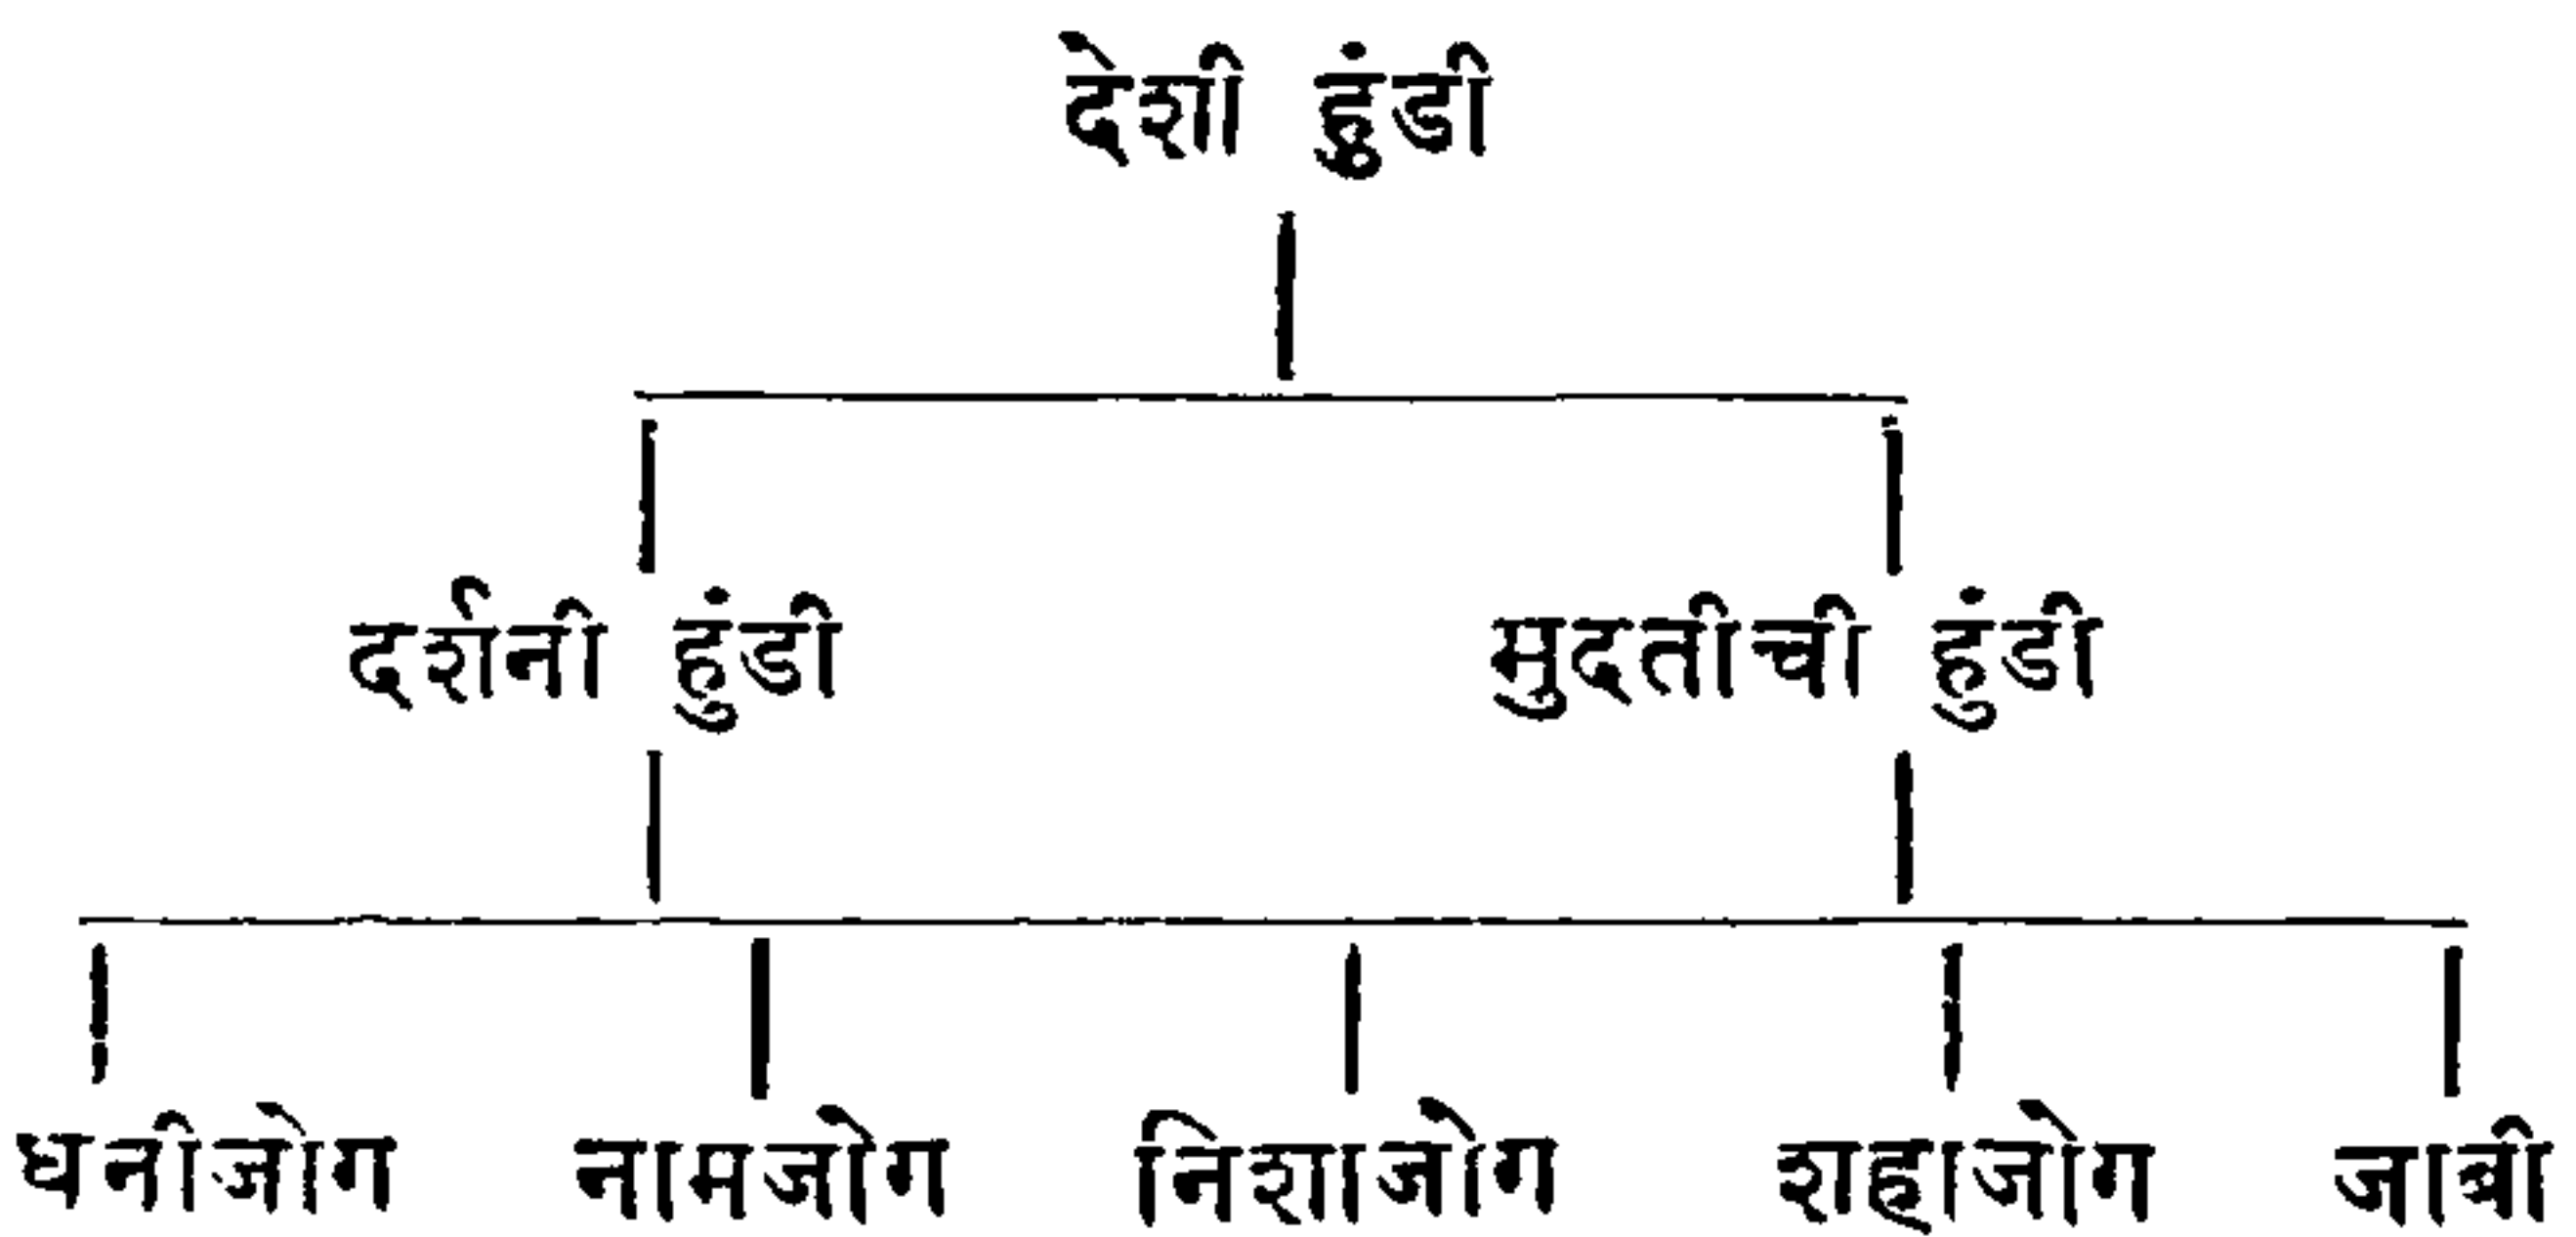 देशी हुंडी
दर्शनी हुंडी मुदतीची हुंडी
धनीजोग नामजोग निशाजोग शहाजोग जात्री